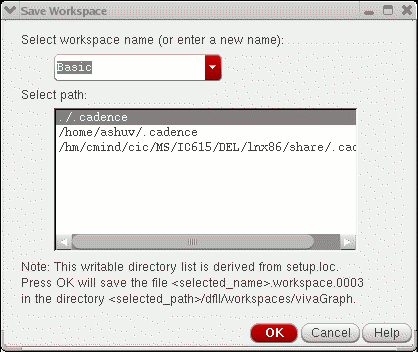 Save Workspace
Select workspace name (or enter a new name):
Basic
Select path:
./.cadence
/home/ashuv/.cadence
/hm/cmind/cic/MS/IC615/DEL/lnx86/share/.cad
Note: This writable directory list is derived from setup.loc.
Press OK will save the file <selected_name>.workspace.0003
in the directory <selected_path>/dfII/workspaces/vivaGraph.
OK Cancel Help